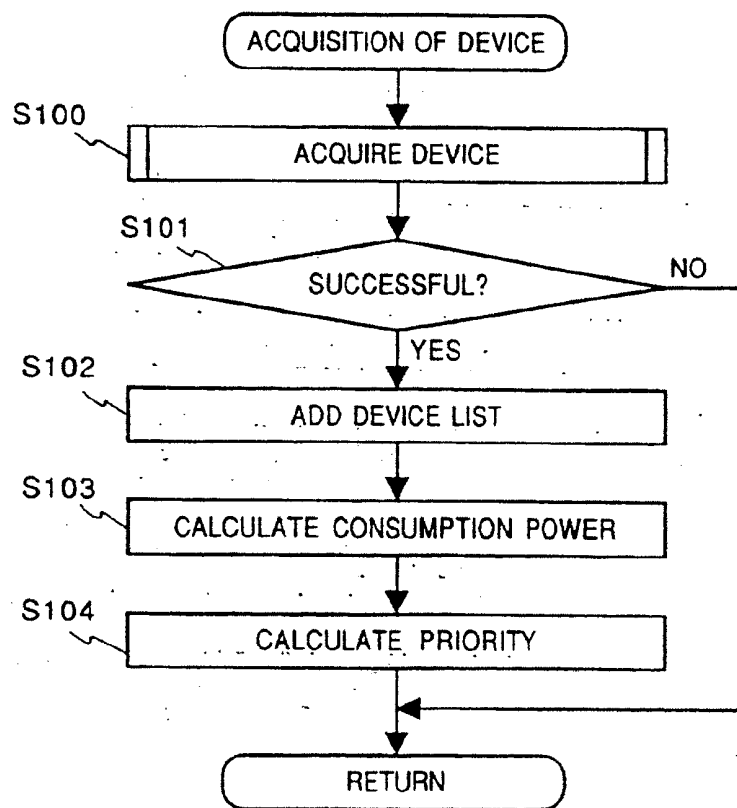 ACQUISITION OF DEVICE
S100
ACQUIRE DEVICE
S101
SUCCESSFUL?
NO
YES
S102
ADD DEVICE LIST
S103
CALCULATE CONSUMPTION POWER
S104
CALCULATE PRIORITY
RETURN